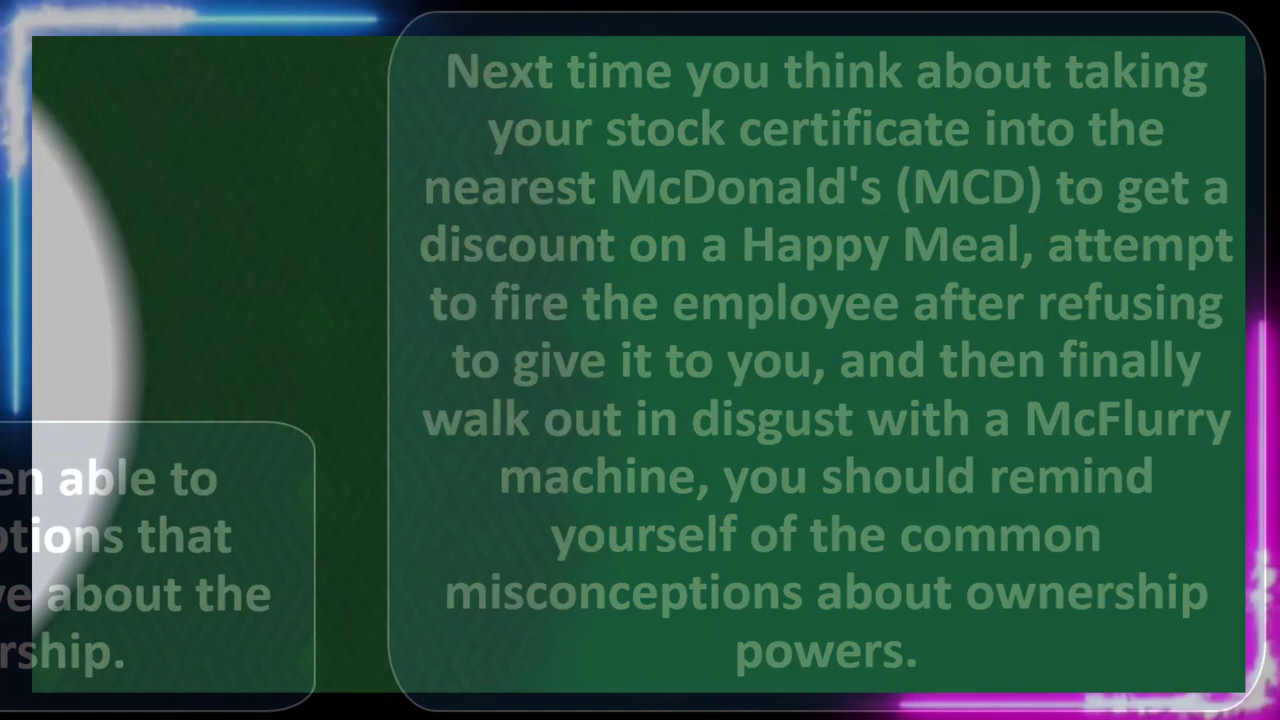 Next time you think about taking
your stock certificate into the
nearest McDonald's (MCD) to get a
discount on a Happy Meal, attempt
to fire the employee after refusing
to give it to you, and then finally
walk out in disgust with a McFlurry
machine, you should remind
yourself of the common
misconceptions about ownership
powers.
able to
that
about the